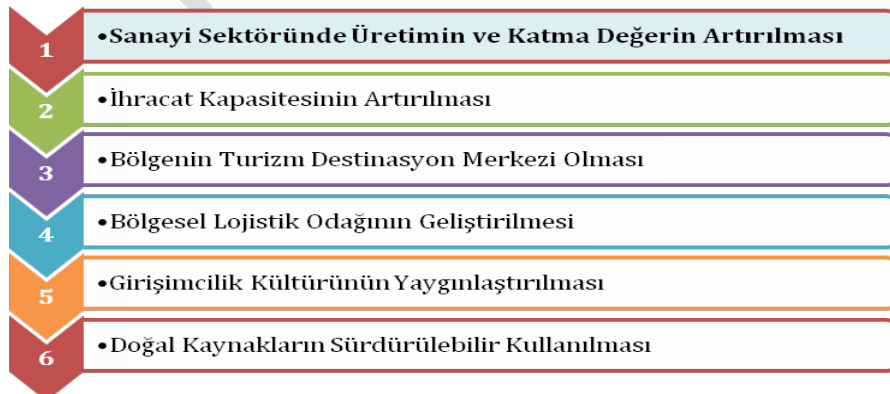 1 •Sanayi Sektöründe Üretimin ve Katma Değerin Artırılması
2 •İhracat Kapasitesinin Artırılması
3 •Bölgenin Turizm Destinasyon Merkezi Olması
4 •Bölgesel Lojistik Odağının Geliştirilmesi
5 •Girişimcilik Kültürünün Yaygınlaştırılması
6 •Doğal Kaynakların Sürdürülebilir Kullanılması